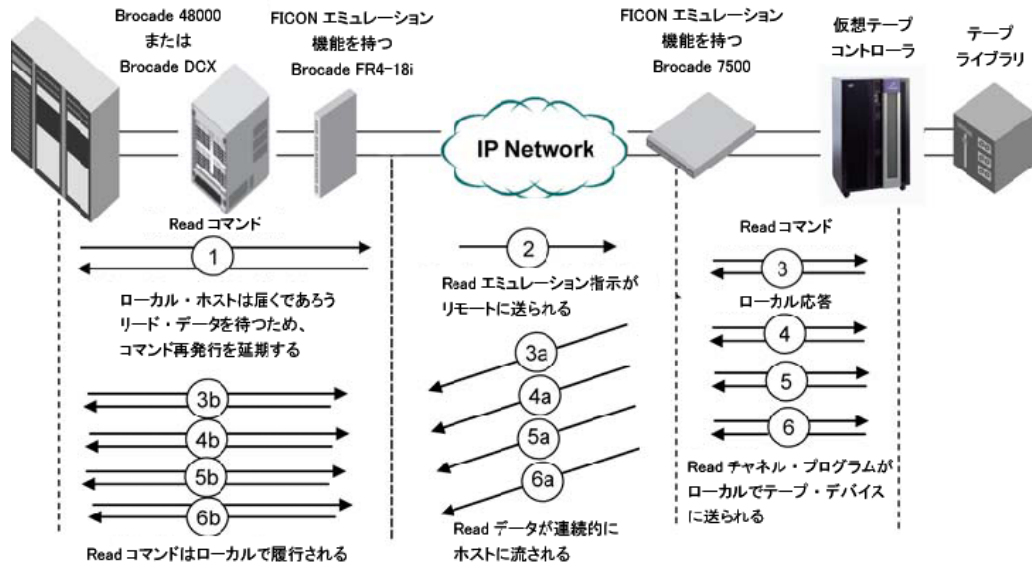 Brocade 48000
または
Brocade DCX
FICON エミュレーション
機能を持つ
Brocade FR4-18i
FICON エミュレーション
機能を持つ
Brocade 7500
仮想テープ
コントローラ
テープ
ライブラリ
IP Network
Read コマンド
1
ローカル・ホストは届くであろう
リード・データを待つため、
コマンド再発行を延期する
2
Read エミュレーション指示が
リモートに送られる
Read コマンド
3
ローカル応答
4
5
6
Read チャネル・プログラムが
ローカルでテープ・デバイス
に送られる
3a
4a
5a
6a
Read データが連続的に
ホストに流される
3b
4b
5b
6b
Read コマンドはローカルで履行される